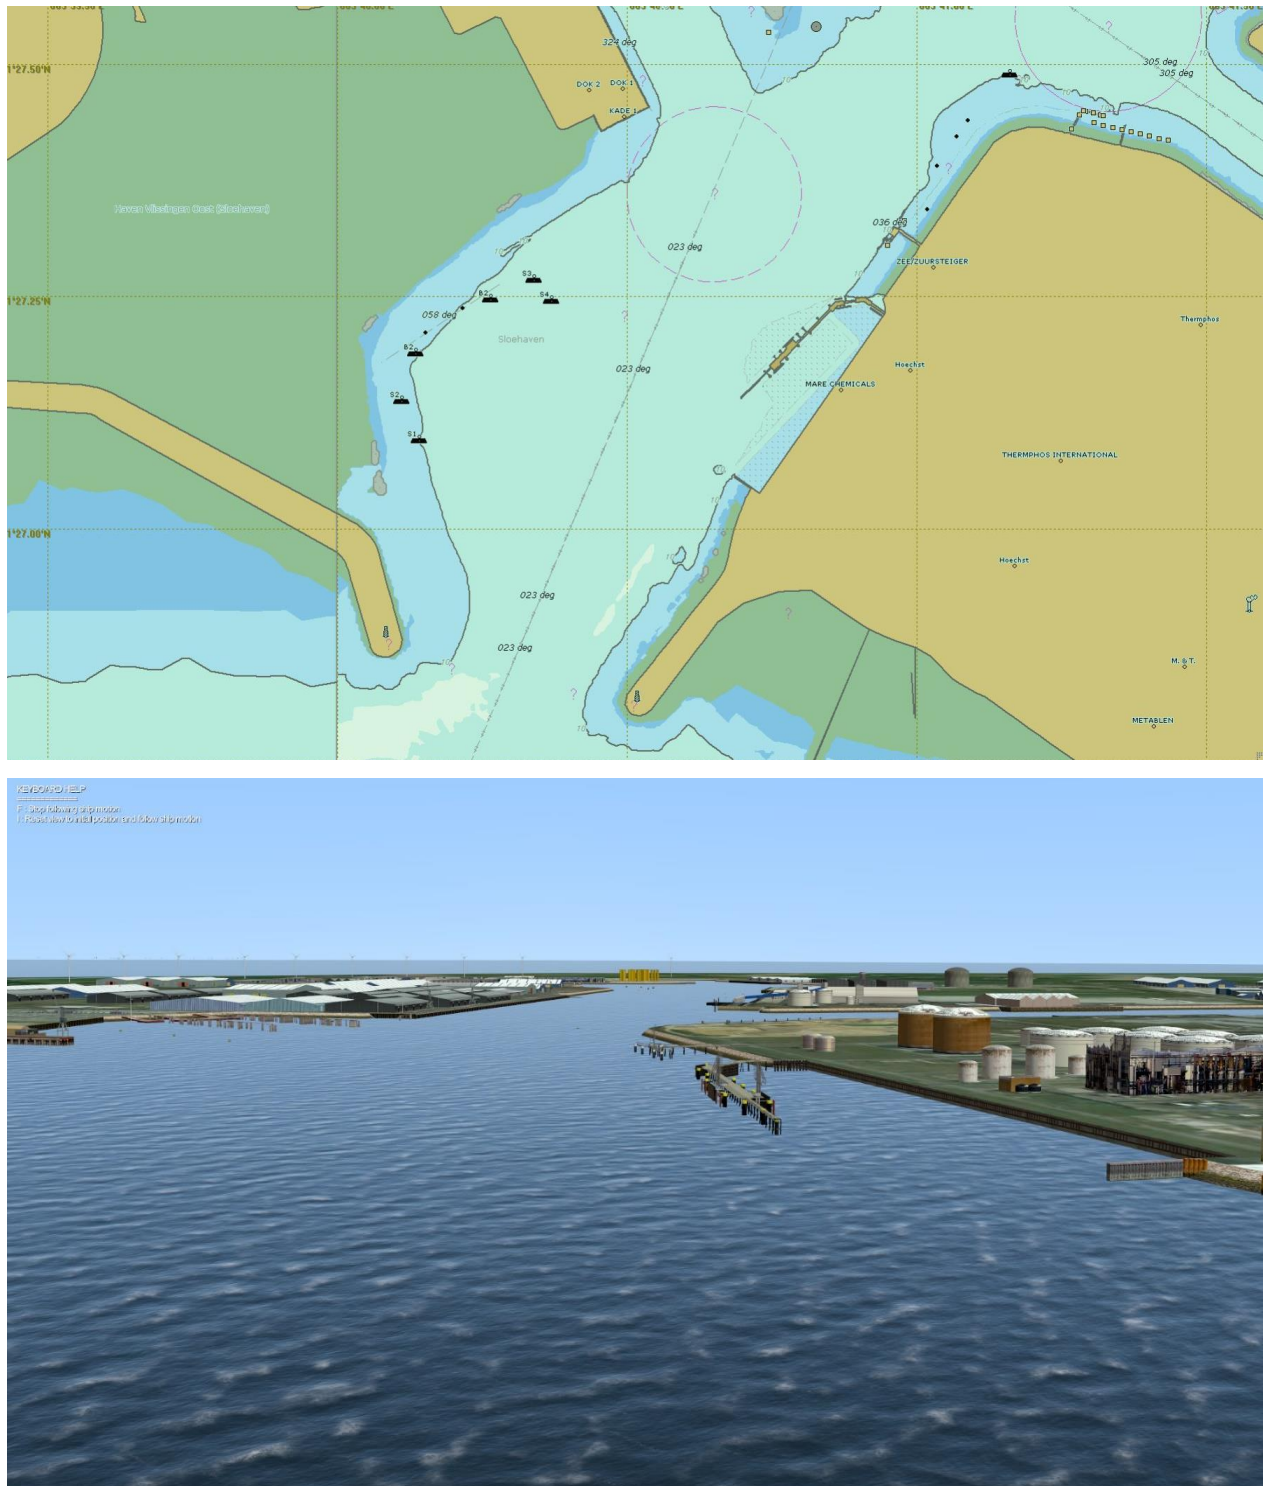 324 deg
305 deg
305 deg
1°27.50'N
DOK 2
DOK 1
KADE 1
Haven Vlissingen Oost (Sloehaven)
036 deg
023 deg
ZEE/ZUURSTEIGER
S3
B2
S4
1°27.25'N
058 deg
Sloehaven
Thermphos
B2
023 deg
Hoechst
MARE CHEMICALS
S2
S1
THERMPHOS INTERNATIONAL
1°27.00'N
Hoechst
023 deg
023 deg
M. & T.
METABLEN
KEYBOARD HELP
F : Stop following ship motion
I : Reset view to initial position and follow ship motion